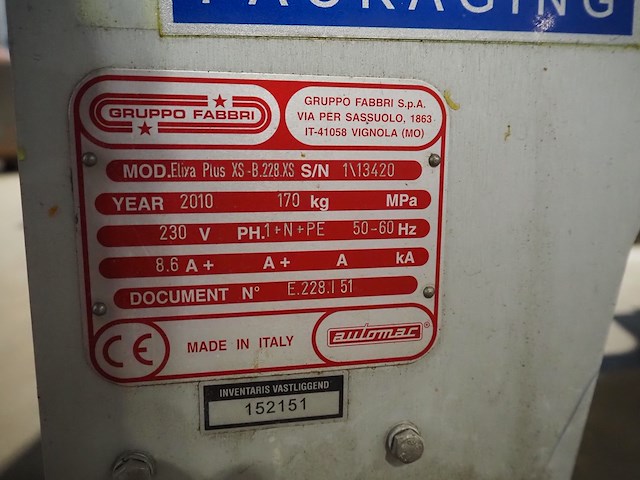 PACKAGING
GRUPPO FABBRI
GRUPPO FABBRI S.p.A.
VIA PER SASSUOLO, 1863
IT-41058 VIGNOLA (MO)
MOD. Elixa Plus XS-B.228.XS S/N 1\13420
YEAR 2010 170 kg MPa
230 V PH. 1+N+PE 50-60 Hz
8.6 A+ A+ A kA
DOCUMENT N° E.228.I 51
CE MADE IN ITALY automac®
INVENTARIS VASTLIGGEND
152151